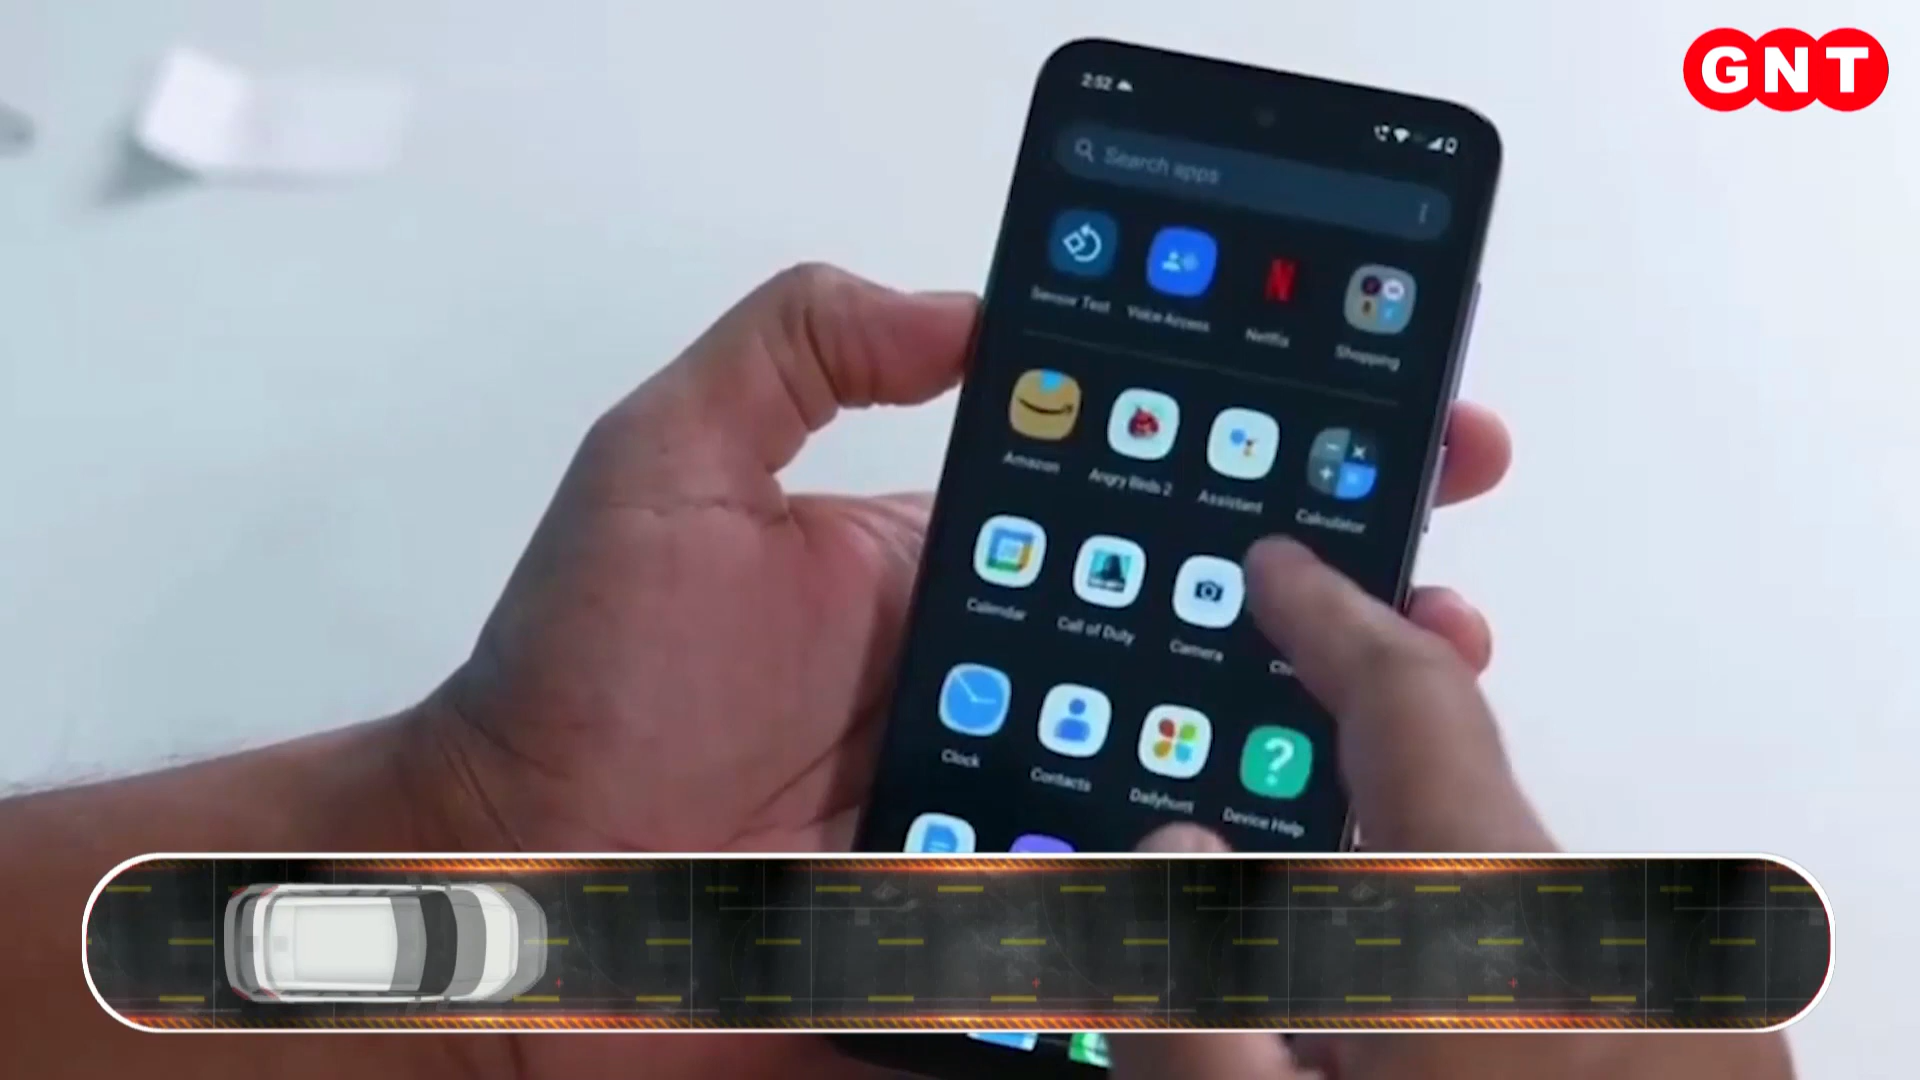 GNT
2:52
Search apps
Sensor Test Voice Access Netflix Shopping
Amazon Angry Birds 2 Assistant Calculator
Calendar Call of Duty Camera
Clock Contacts Dailyhunt Device Help